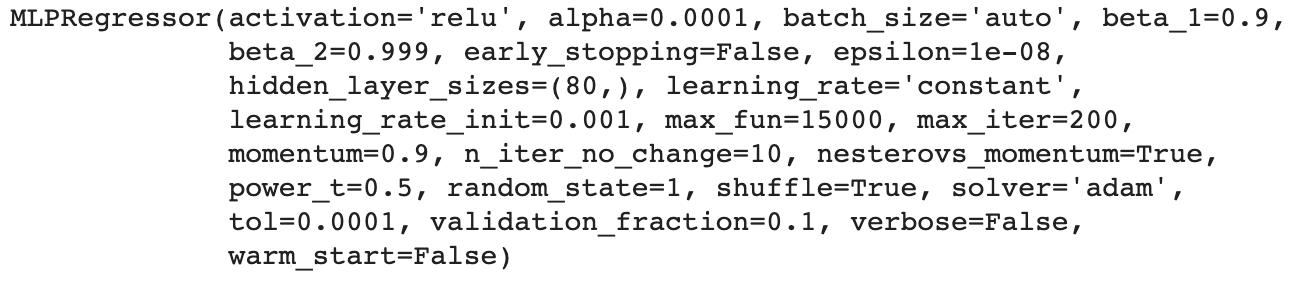 MLPRegressor(activation='relu', alpha=0.0001, batch_size='auto', beta_1=0.9,
beta_2=0.999, early_stopping=False, epsilon=1e-08,
hidden_layer_sizes=(80,), learning_rate='constant',
learning_rate_init=0.001, max_fun=15000, max_iter=200,
momentum=0.9, n_iter_no_change=10, nesterovs_momentum=True,
power_t=0.5, random_state=1, shuffle=True, solver='adam',
tol=0.0001, validation_fraction=0.1, verbose=False,
warm_start=False)